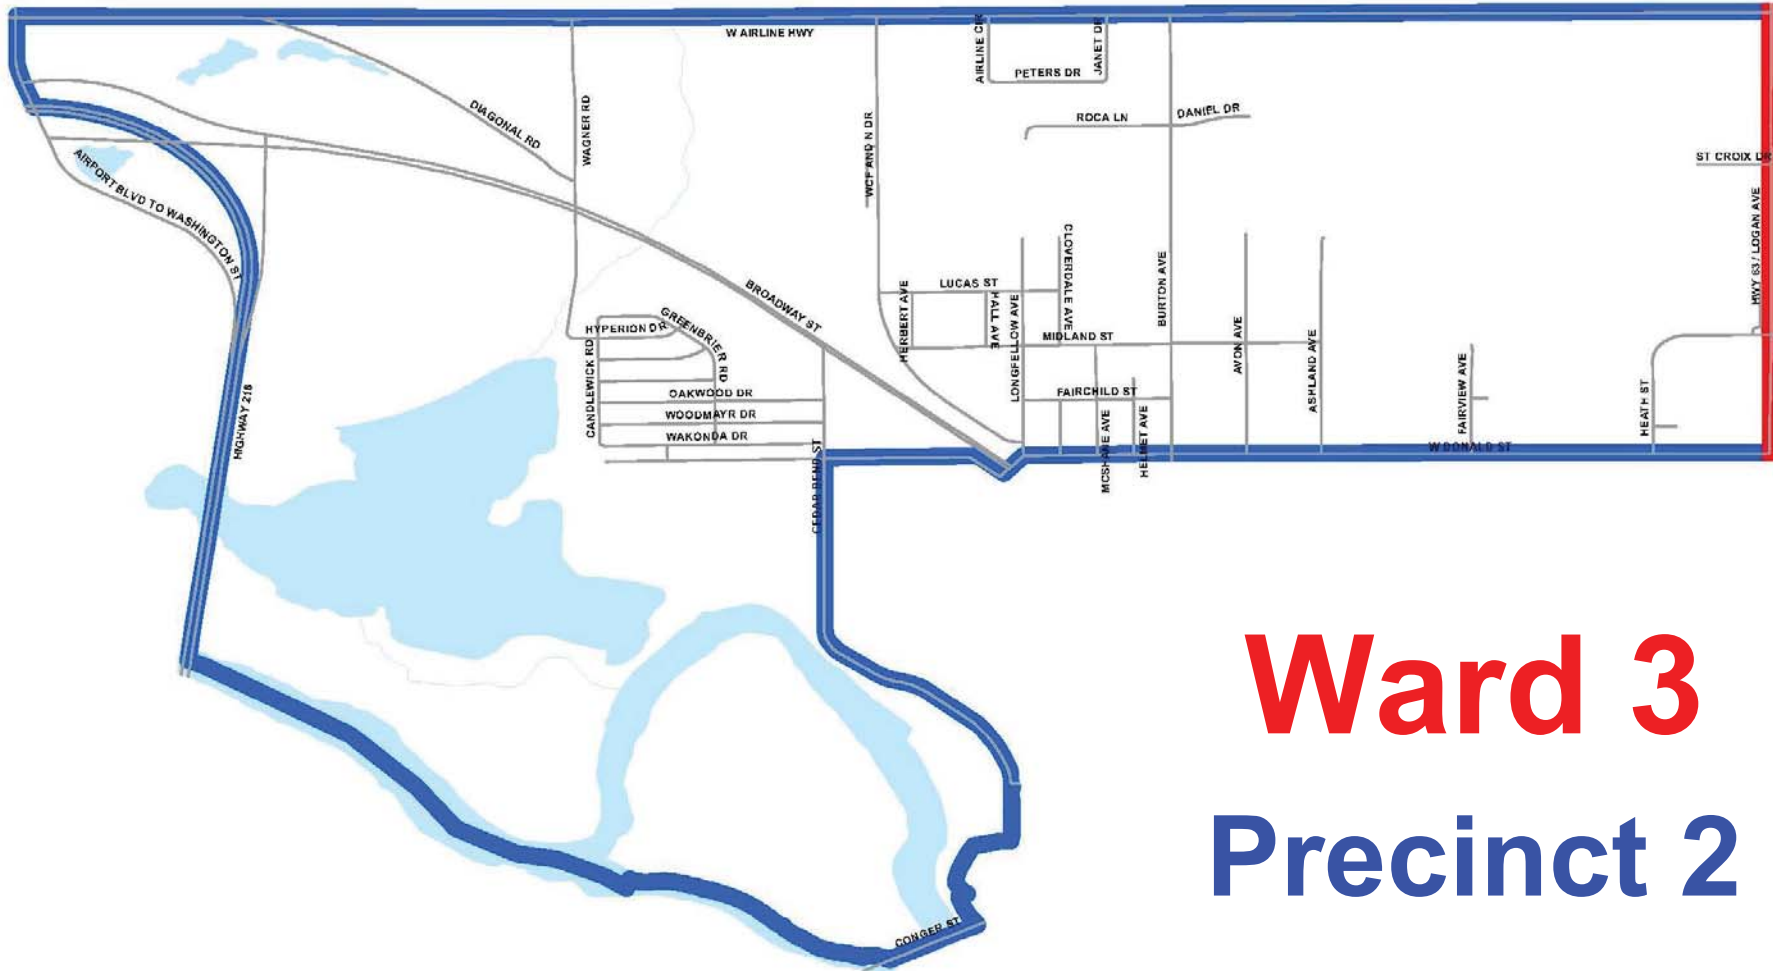 W AIRLINE HWY
AIRLINE CIR
JANET DR
PETERS DR
DIAGONAL RD
WAGNER RD
WCF AND N DR
ROCA LN
DANIEL DR
ST CROIX DR
AIRPORT BLVD TO WASHINGTON ST
HWY 63 / LOGAN AVE
CLOVERDALE AVE
BURTON AVE
LUCAS ST
HERBERT AVE
HALL AVE
LONGFELLOW AVE
BROADWAY ST
HYPERION DR
GREENBRIER RD
MIDLAND ST
AVON AVE
ASHLAND AVE
CANDLEWICK RD
OAKWOOD DR
WOODMAYR DR
WAKONDA DR
FAIRCHILD ST
FAIRVIEW AVE
HEATH ST
HIGHWAY 218
MCSHANE AVE
HELMET AVE
W DONALD ST
CEDAR BEND ST
Ward 3
Precinct 2
CONGER ST